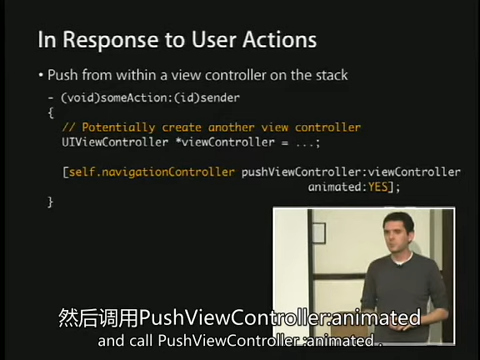 In Response to User Actions
• Push from within a view controller on the stack
- (void)someAction:(id)sender
{
// Potentially create another view controller
UIViewController *viewController = ...;
[self.navigationController pushViewController:viewController
animated:YES];
}
然后调用PushViewController:animated
and call PushViewController :animated .